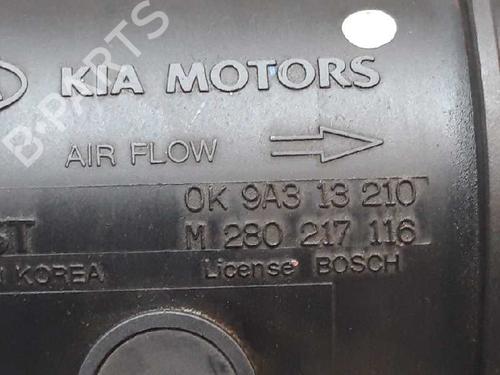 KIA MOTORS
AIR FLOW
0K 9A3 13 210
M 280 217 116
KOREA License BOSCH
B-PARTS